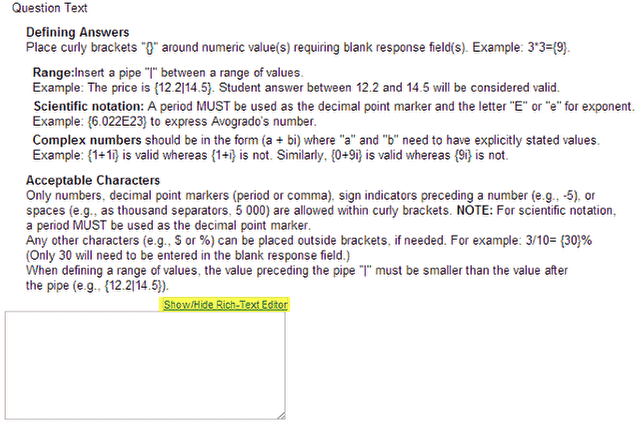 Question Text
Defining Answers
Place curly brackets "{}" around numeric value(s) requiring blank response field(s). Example: 3*3={9}.
Range:Insert a pipe "|" between a range of values.
Example: The price is {12.2|14.5}. Student answer between 12.2 and 14.5 will be considered valid.
Scientific notation: A period MUST be used as the decimal point marker and the letter "E" or "e" for exponent.
Example: {6.022E23} to express Avogrado's number.
Complex numbers should be in the form (a + bi) where "a" and "b" need to have explicitly stated values.
Example: {1+1i} is valid whereas {1+i} is not. Similarly, {0+9i} is valid whereas {9i} is not.
Acceptable Characters
Only numbers, decimal point markers (period or comma), sign indicators preceding a number (e.g., -5), or
spaces (e.g., as thousand separators, 5 000) are allowed within curly brackets. NOTE: For scientific notation,
a period MUST be used as the decimal point marker.
Any other characters (e.g., $ or %) can be placed outside brackets, if needed. For example: 3/10= {30}%
(Only 30 will need to be entered in the blank response field.)
When defining a range of values, the value preceding the pipe "|" must be smaller than the value after
the pipe (e.g., {12.2|14.5}).
Show/Hide Rich-Text Editor